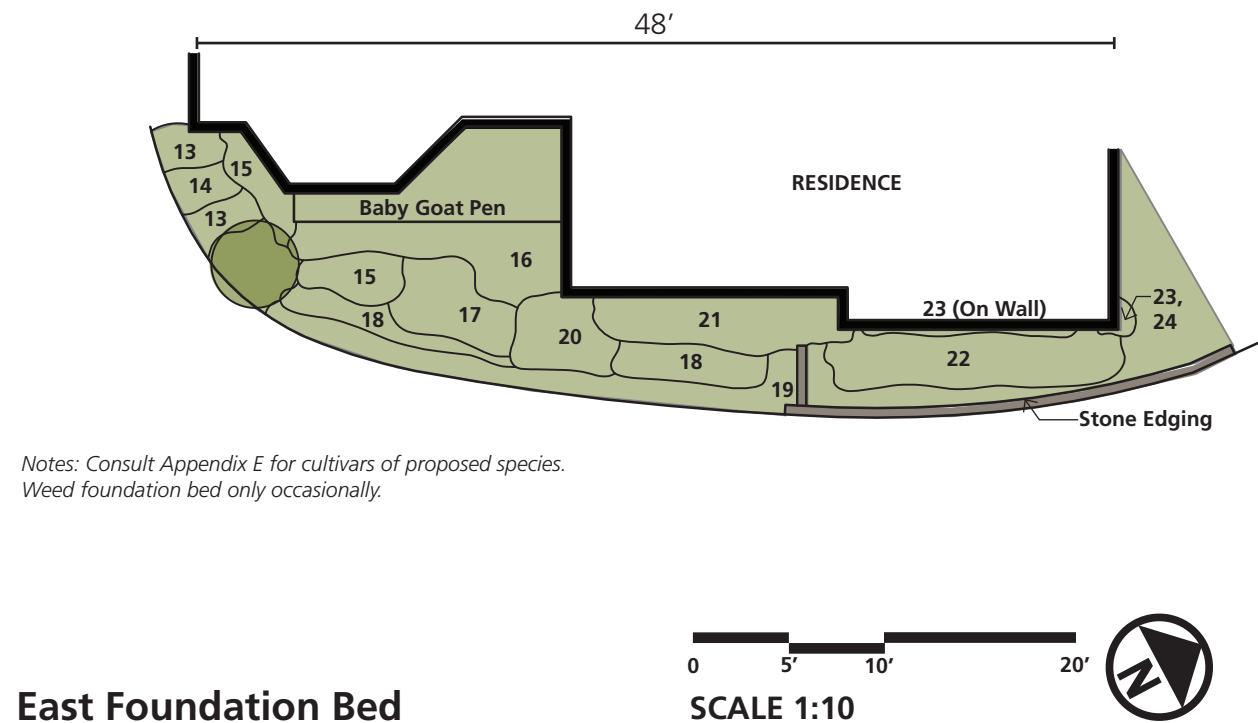 48’
13
15
14
13
Baby Goat Pen
RESIDENCE
16
15
17
18
20
21
18
19
23 (On Wall)
22
23,
24
Stone Edging
Notes: Consult Appendix E for cultivars of proposed species.
Weed foundation bed only occasionally.
0 5’ 10’ 20’
N
East Foundation Bed
SCALE 1:10